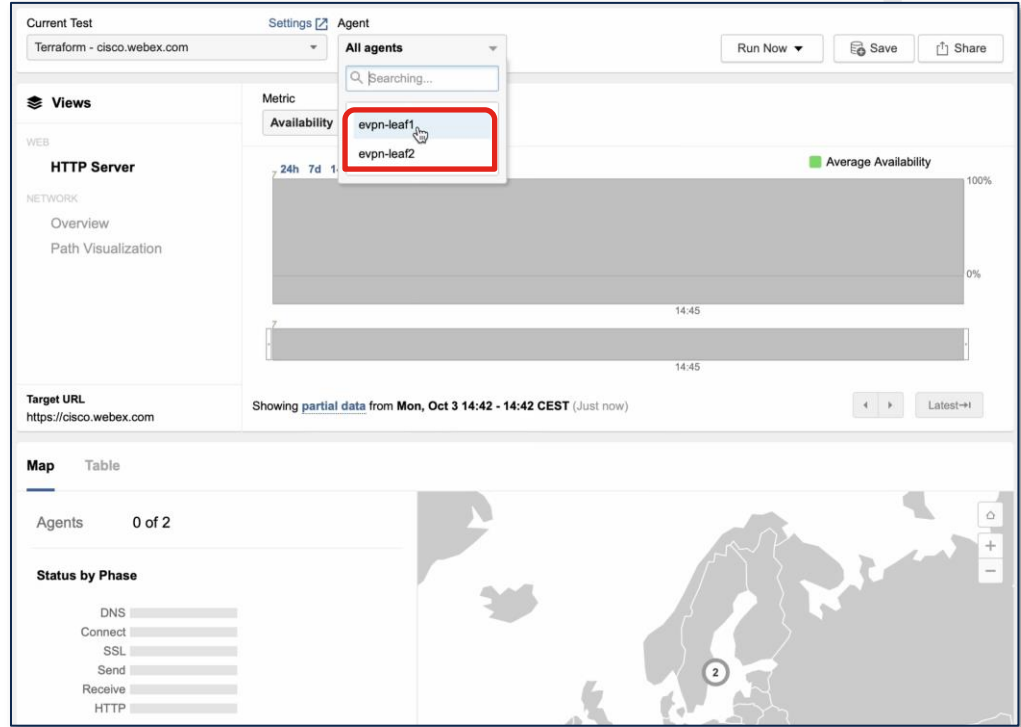 Current Test
Settings
Agent
Terraform - cisco.webex.com
All agents
Run Now
Save
Share
Searching...
evpn-leaf1
evpn-leaf2
Views
WEB
HTTP Server
NETWORK
Overview
Path Visualization
Target URL
https://cisco.webex.com
Metric
Availability
24h 7d 1
Average Availability
100%
0%
14:45
14:45
Showing partial data from Mon, Oct 3 14:42 - 14:42 CEST (Just now)
Latest
Map
Table
Agents 0 of 2
Status by Phase
DNS
Connect
SSL
Send
Receive
HTTP
2